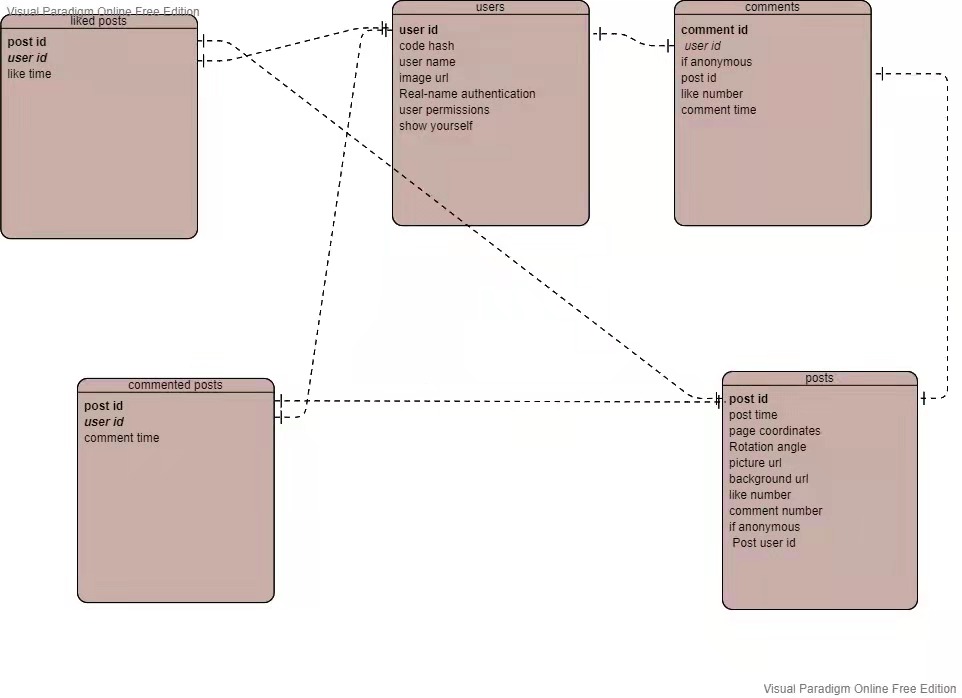 Visual Paradigm Online Free Edition
liked posts
post id
user id
like time
users
user id
code hash
user name
image url
Real-name authentication
user permissions
show yourself
comments
comment id
user id
if anonymous
post id
like number
comment time
commented posts
post id
user id
comment time
posts
post id
post time
page coordinates
Rotation angle
picture url
background url
like number
comment number
if anonymous
Post user id
Visual Paradigm Online Free Edition